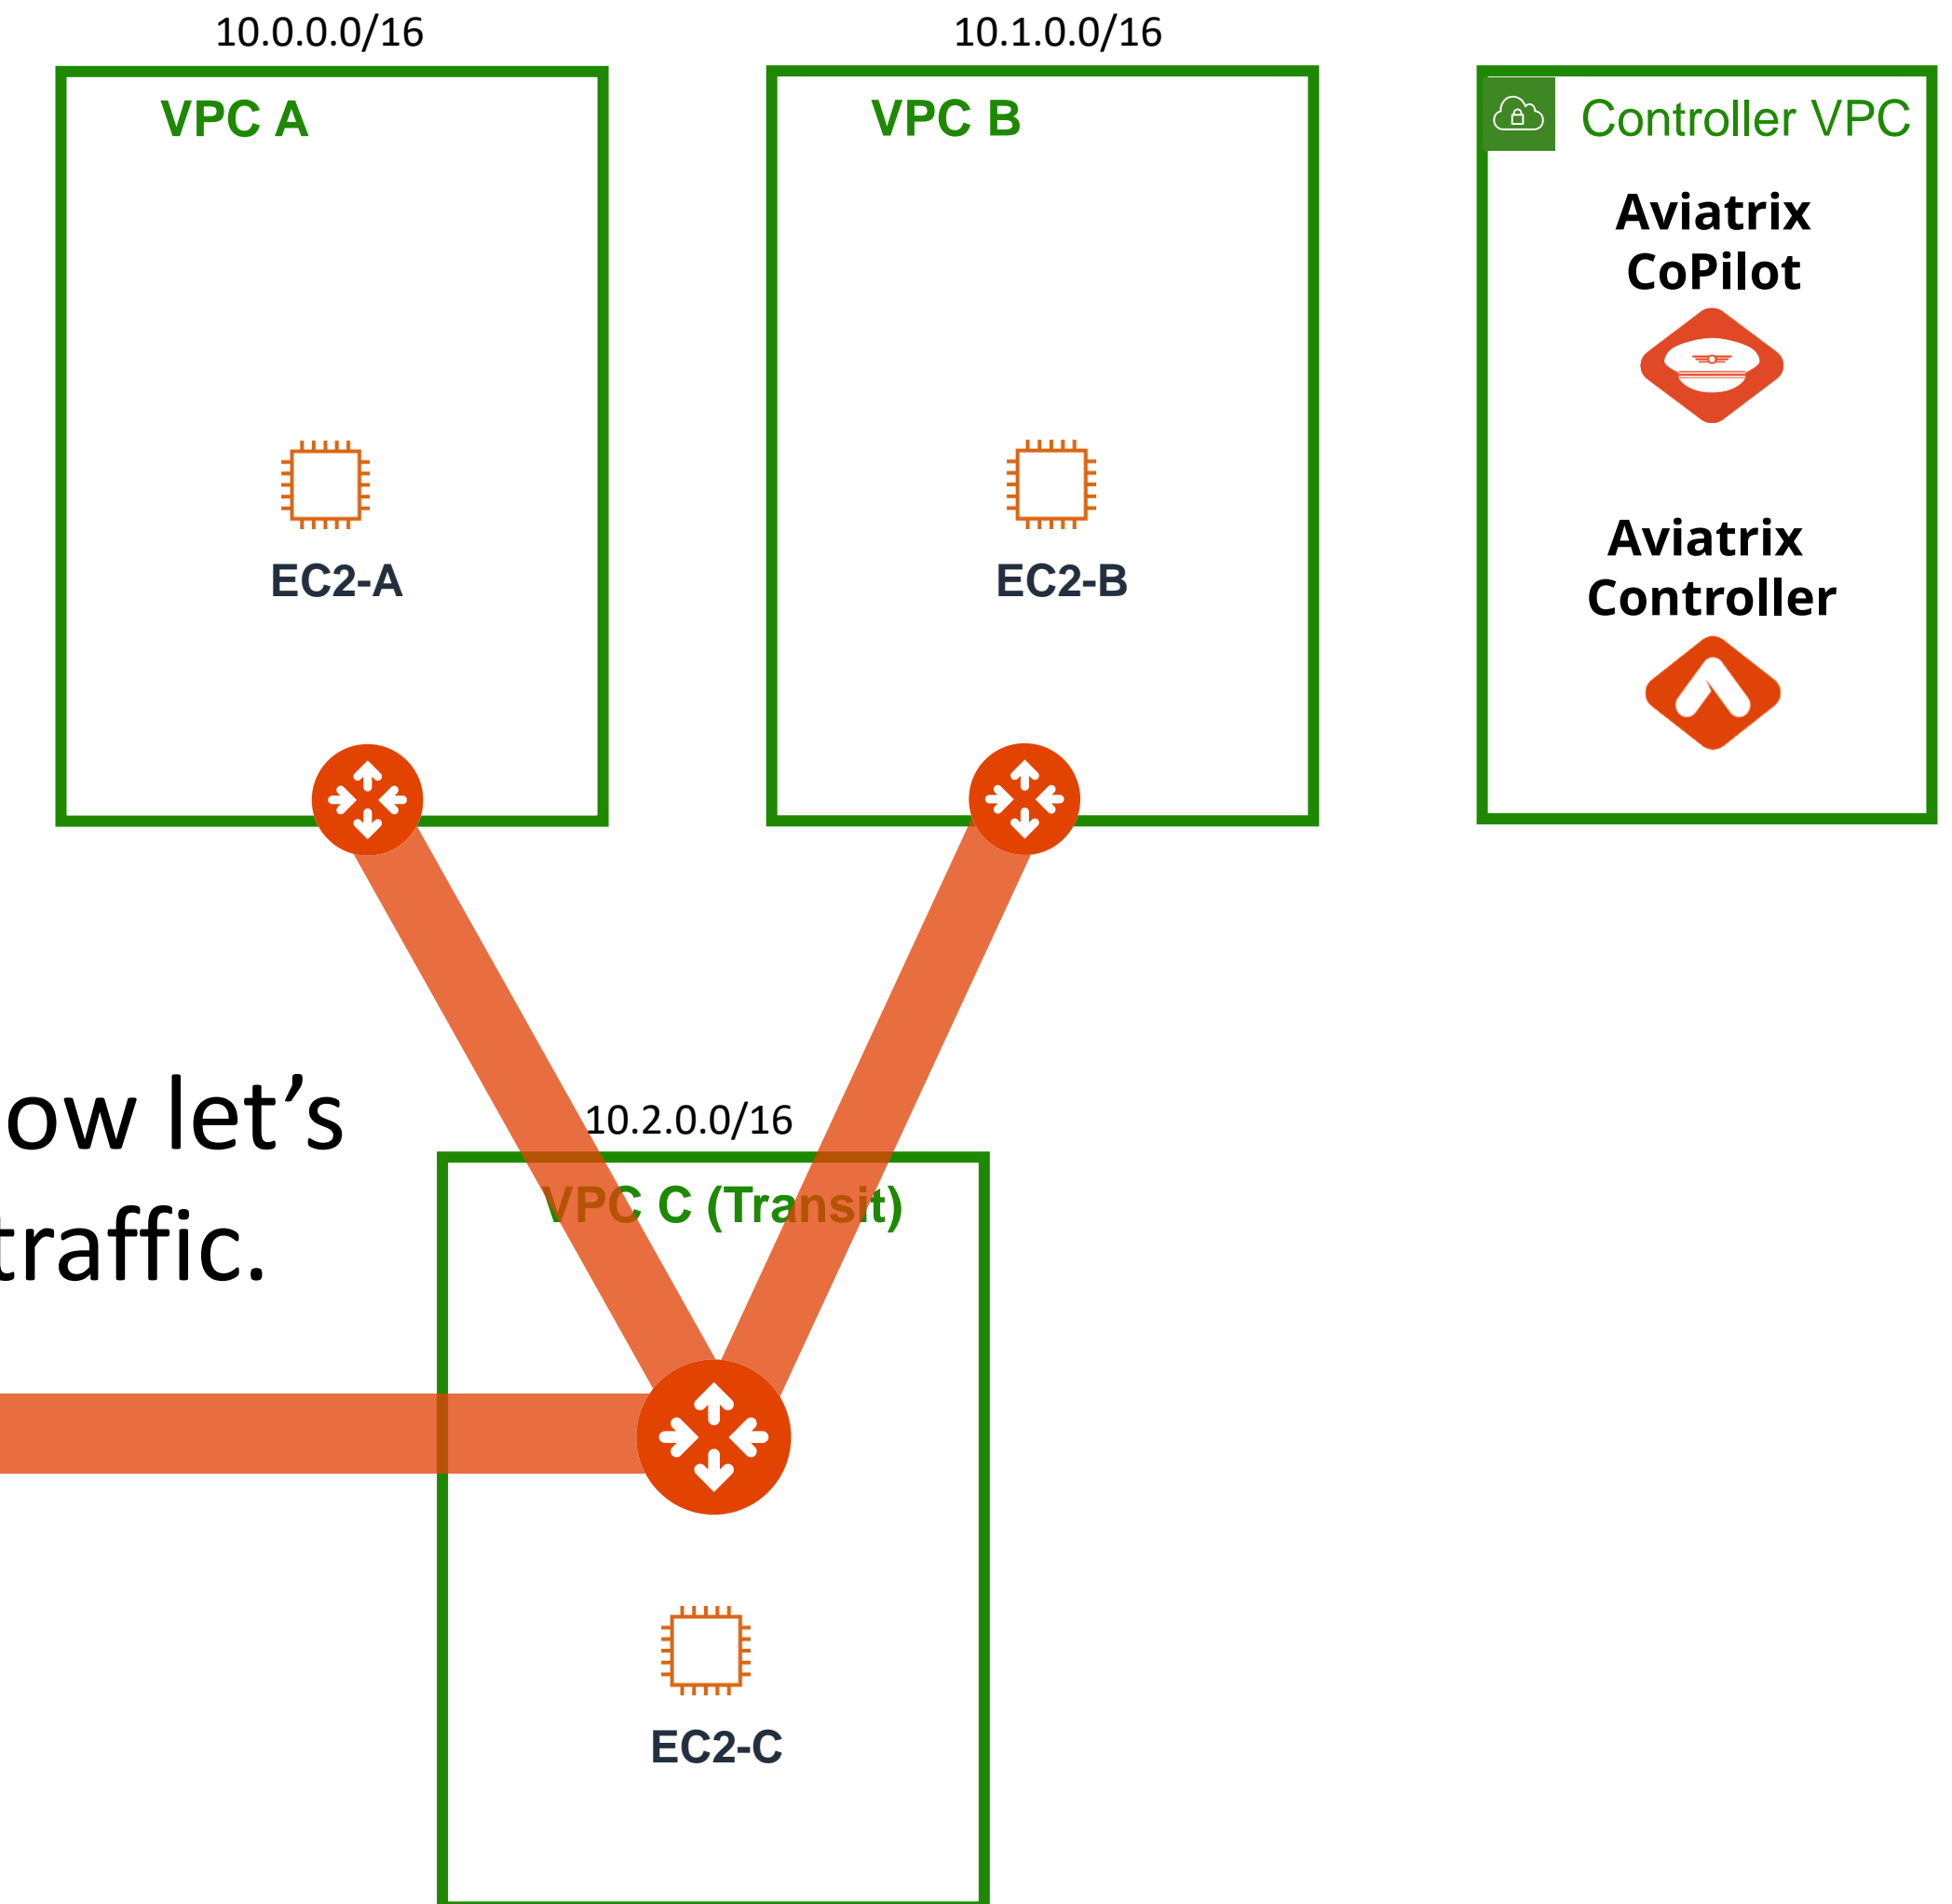 10.0.0.0/16
10.1.0.0/16
VPC A
VPC B
Controller VPC
Aviatrix
CoPilot
EC2-A
EC2-B
Aviatrix
Controller
ow let’s
traffic.
10.2.0.0/16
VPC C (Transit)
EC2-C